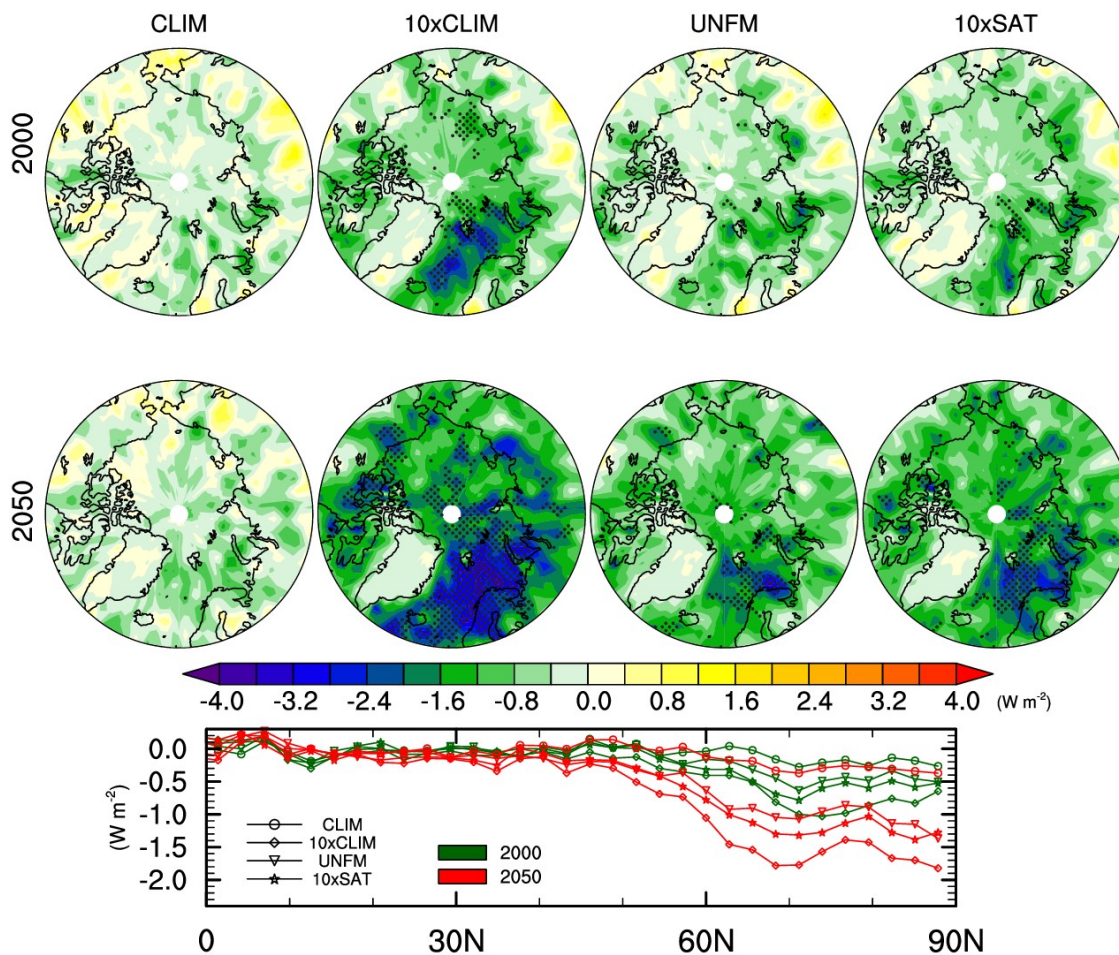 CLIM 10xCLIM UNFM 10xSAT
2000
2050
-4.0 -3.2 -2.4 -1.6 -0.8 0.0 0.8 1.6 2.4 3.2 4.0 (W m-2)
0.0
-0.5
-1.0
-1.5
-2.0
(W m-2)
CLIM
10xCLIM
UNFM
10xSAT
2000
2050
0 30N 60N 90N